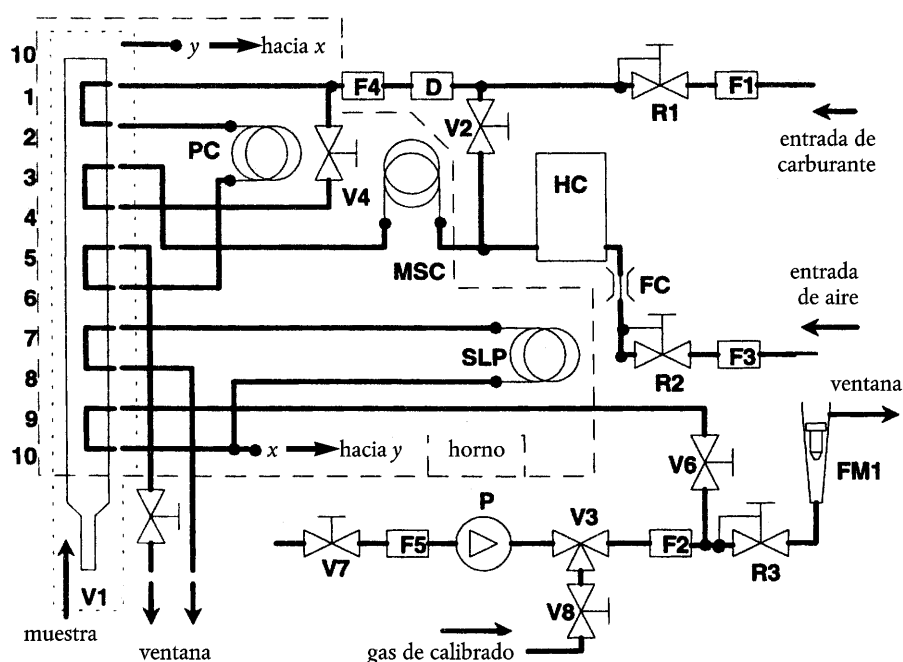 10
y hacia x
1
F4
D
F1
R1
V2
entrada de
carburante
2
PC
V4
3
HC
4
5
MSC
FC
entrada
de aire
6
7
SLP
R2
F3
8
ventana
9
10
x hacia y
horno
V6
FM1
P
V3
F5
F2
V7
R3
V1
V8
muestra
ventana
gas de calibrado